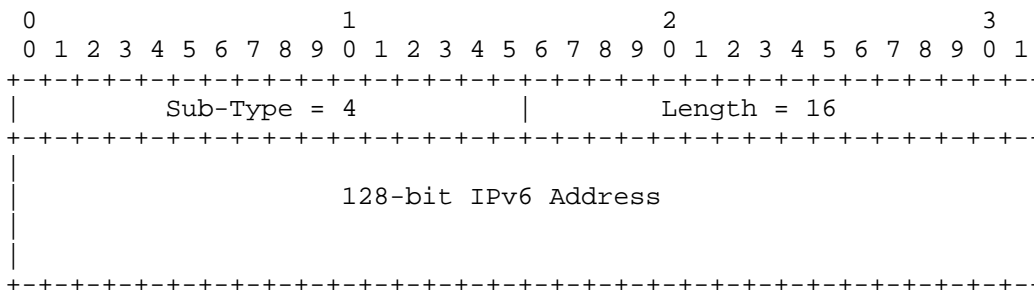 0                   1                   2                   3
0 1 2 3 4 5 6 7 8 9 0 1 2 3 4 5 6 7 8 9 0 1 2 3 4 5 6 7 8 9 0 1
+-+-+-+-+-+-+-+-+-+-+-+-+-+-+-+-+-+-+-+-+-+-+-+-+-+-+-+-+-+-+-+-
|         Sub-Type = 4          |        Length = 16
+-+-+-+-+-+-+-+-+-+-+-+-+-+-+-+-+-+-+-+-+-+-+-+-+-+-+-+-+-+-+-+-
|
|                    128-bit IPv6 Address
|
|
+-+-+-+-+-+-+-+-+-+-+-+-+-+-+-+-+-+-+-+-+-+-+-+-+-+-+-+-+-+-+-+-